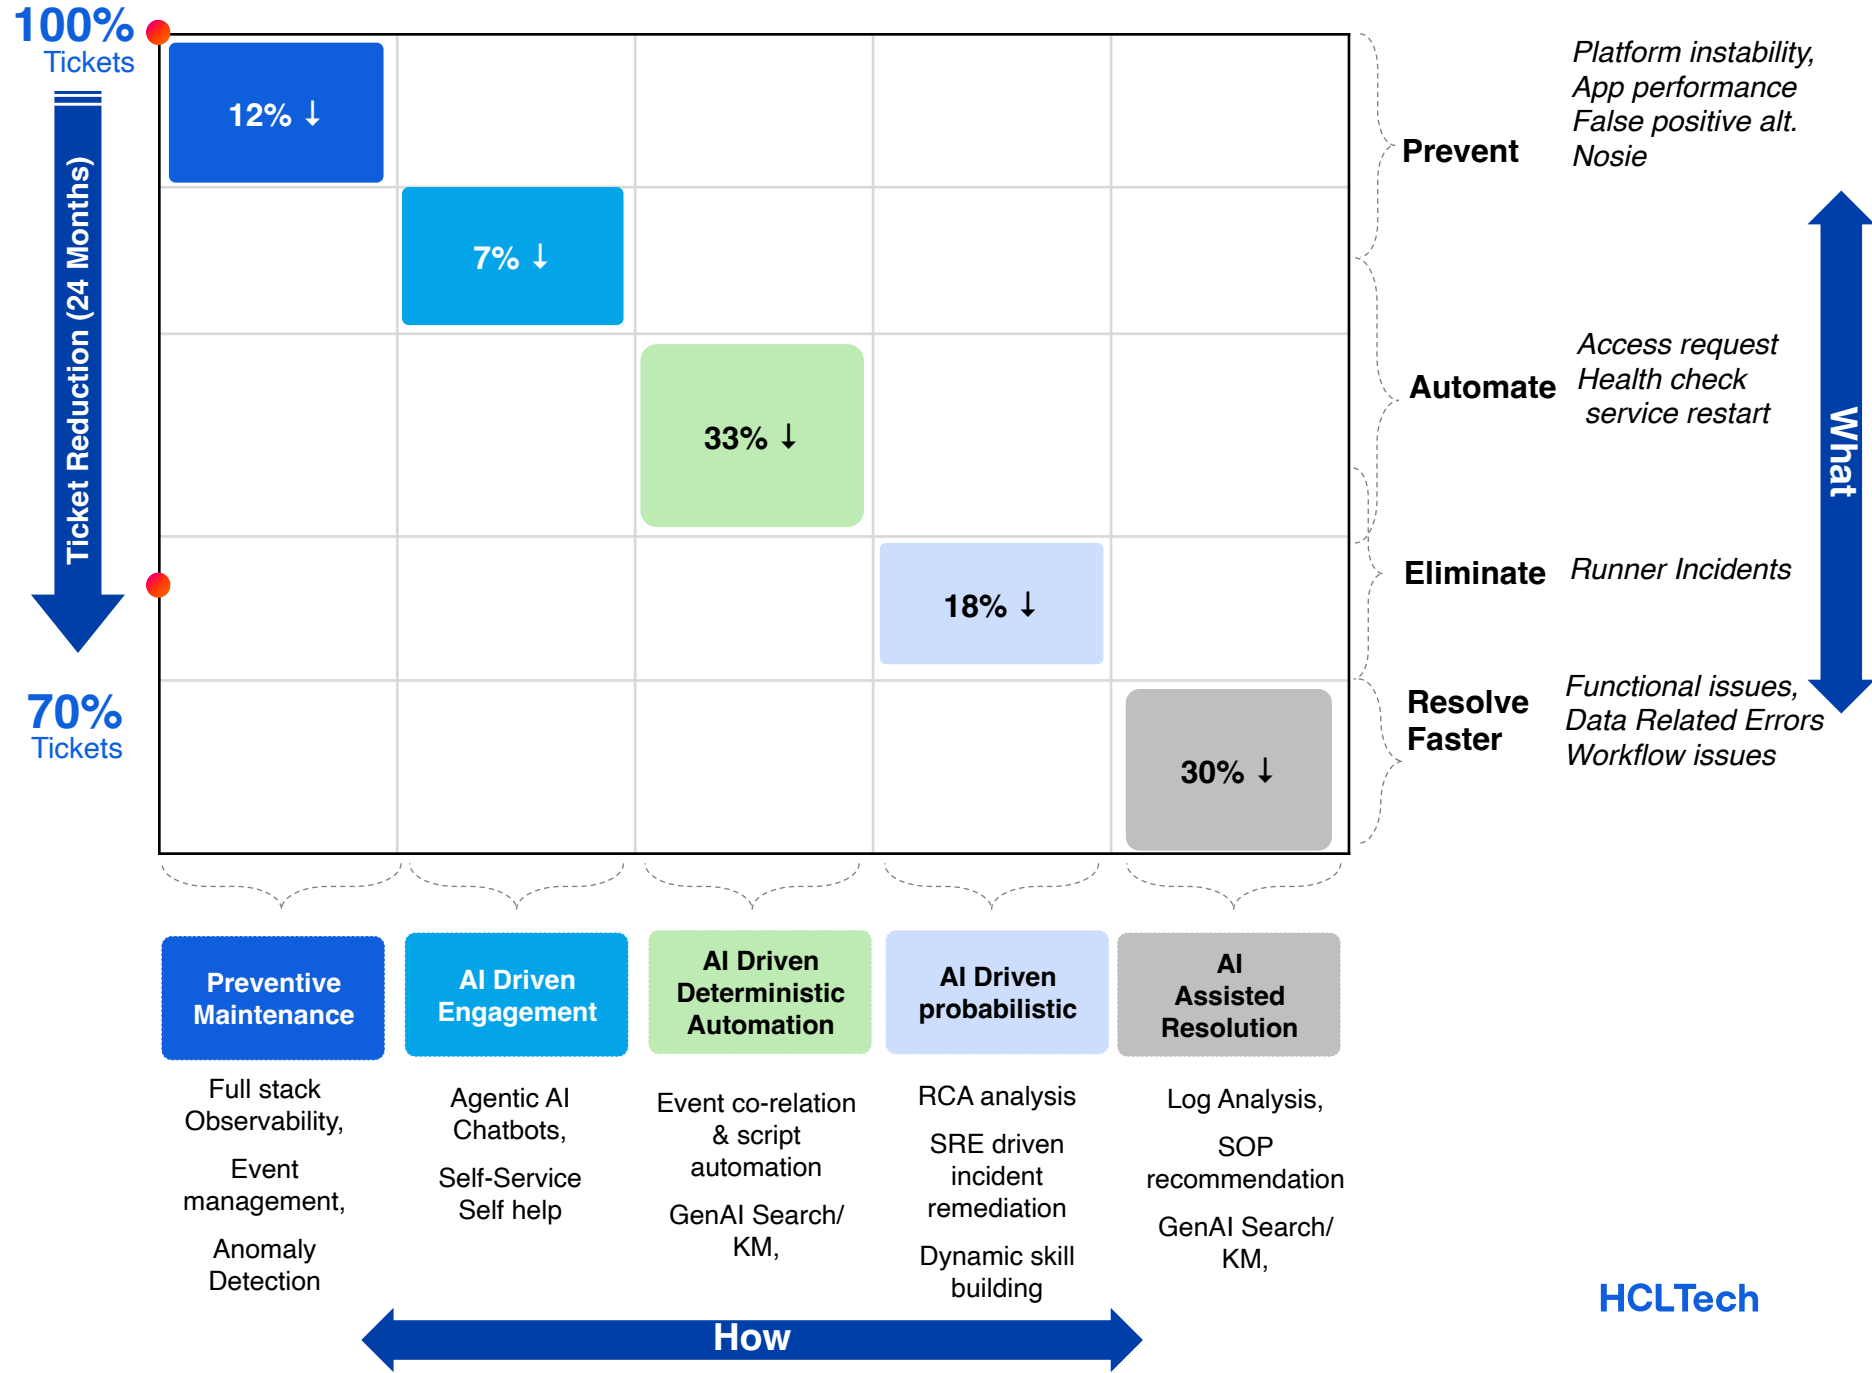 100%
Tickets
Ticket Reduction (24 Months)
70%
Tickets
12% ↓
7% ↓
33% ↓
18% ↓
30% ↓
Prevent
Platform instability,
App performance
False positive alt.
Nosie
Automate
Access request
Health check
service restart
Eliminate
Runner Incidents
Resolve
Faster
Functional issues,
Data Related Errors
Workflow issues
What
Preventive
Maintenance
Full stack
Observability,
Event
management,
Anomaly
Detection
AI Driven
Engagement
Agentic AI
Chatbots,
Self-Service
Self help
AI Driven
Deterministic
Automation
Event co-relation
& script
automation
GenAI Search/
KM,
AI Driven
probabilistic
RCA analysis
SRE driven
incident
remediation
Dynamic skill
building
AI
Assisted
Resolution
Log Analysis,
SOP
recommendation
GenAI Search/
KM,
How
HCLTech